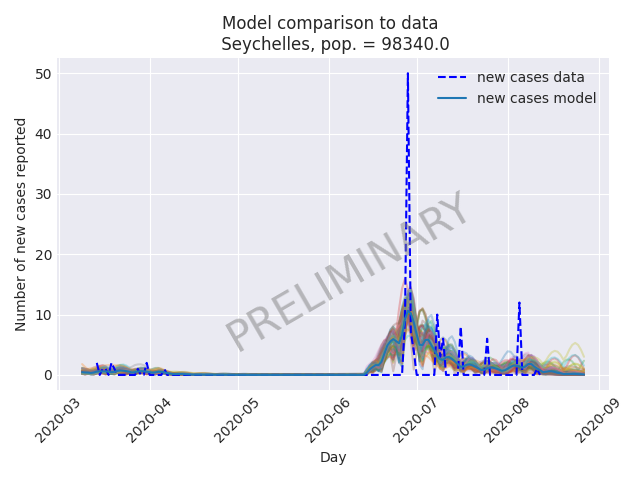 Model comparison to data
Seychelles, pop. = 98340.0
new cases data
new cases model
50
40
30
20
10
0
Number of new cases reported
PRELIMINARY
2020-03
2020-04
2020-05
2020-06
2020-07
2020-08
2020-09
Day